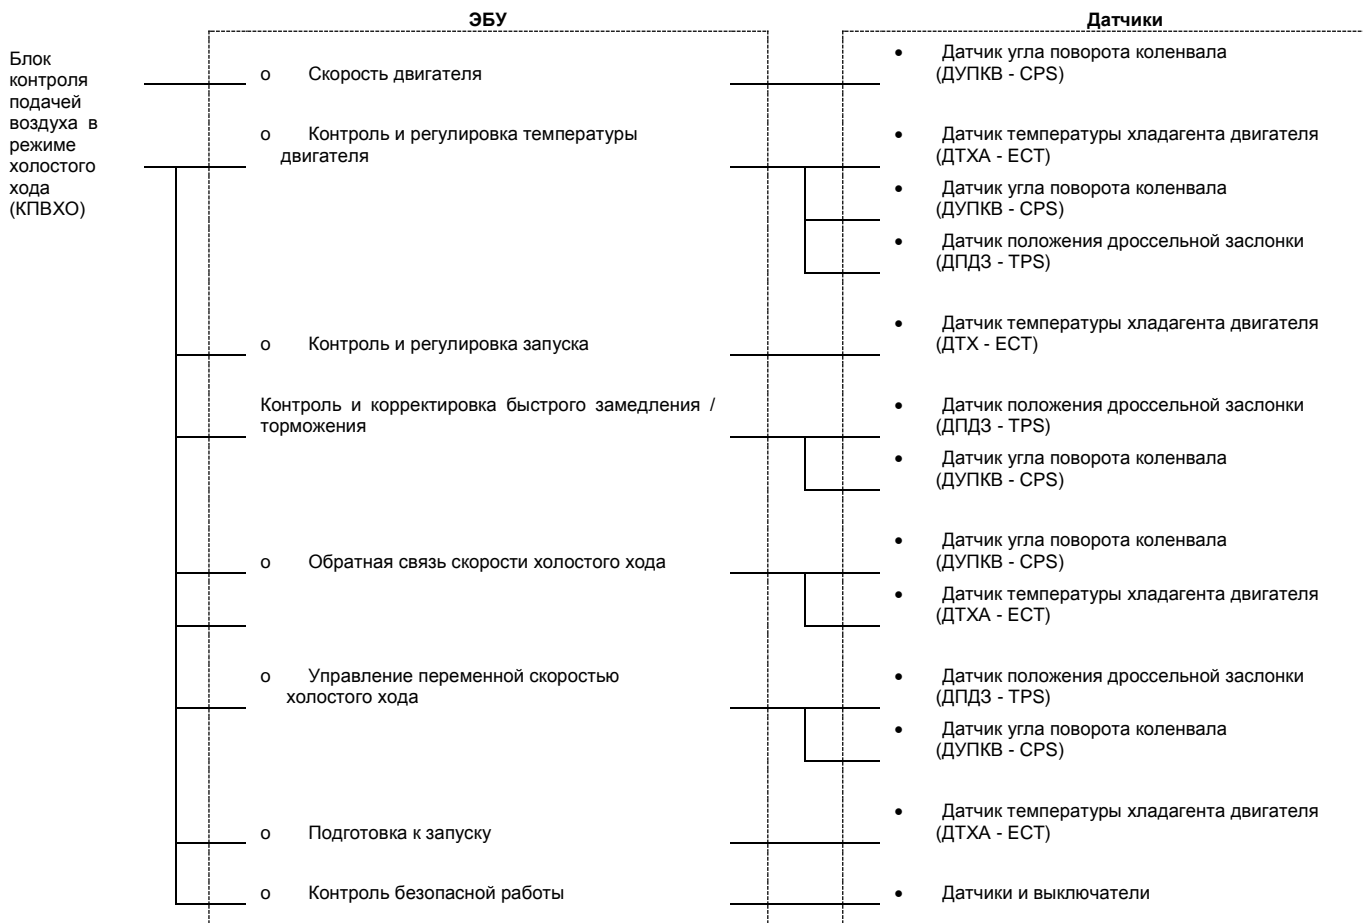 ЭБУ
Датчики
Блок
контроля
подачей
воздуха в
режиме
холостого
хода
(КПВХО)
o Скорость двигателя
• Датчик угла поворота коленвала
(ДУПКВ - CPS)
o Контроль и регулировка температуры
двигателя
• Датчик температуры хладагента двигателя
(ДТХА - ECT)
• Датчик угла поворота коленвала
(ДУПКВ - CPS)
• Датчик положения дроссельной заслонки
(ДПДЗ - TPS)
o Контроль и регулировка запуска
• Датчик температуры хладагента двигателя
(ДТХ - ECT)
Контроль и корректировка быстрого замедления /
торможения
• Датчик положения дроссельной заслонки
(ДПДЗ - TPS)
• Датчик угла поворота коленвала
(ДУПКВ - CPS)
o Обратная связь скорости холостого хода
• Датчик угла поворота коленвала
(ДУПКВ - CPS)
• Датчик температуры хладагента двигателя
(ДТХА - ECT)
o Управление переменной скоростью
холостого хода
• Датчик положения дроссельной заслонки
(ДПДЗ - TPS)
• Датчик угла поворота коленвала
(ДУПКВ - CPS)
o Подготовка к запуску
• Датчик температуры хладагента двигателя
(ДТХА - ECT)
o Контроль безопасной работы
• Датчики и выключатели